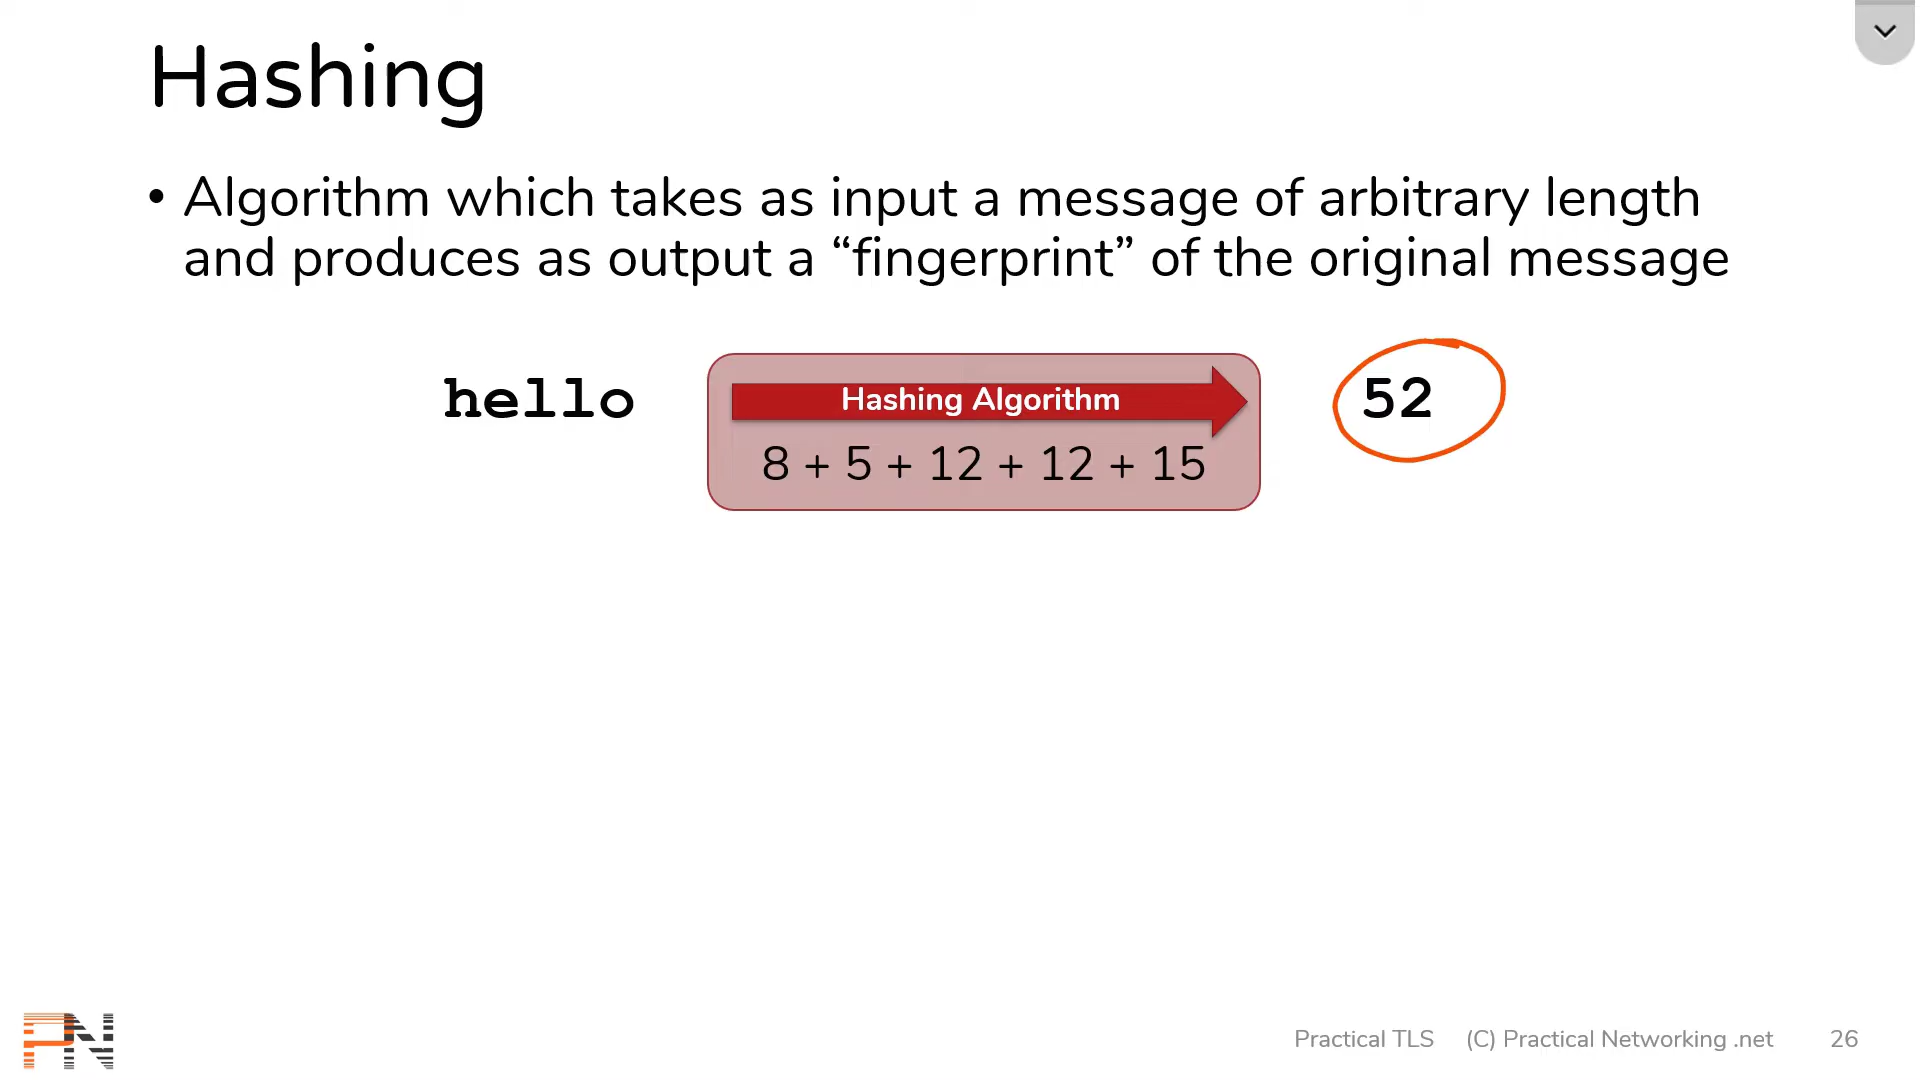 Hashing
• Algorithm which takes as input a message of arbitrary length
and produces as output a “fingerprint” of the original message
hello
Hashing Algorithm
52
8 + 5 + 12 + 12 + 15
PN
Practical TLS (C) Practical Networking .net 26